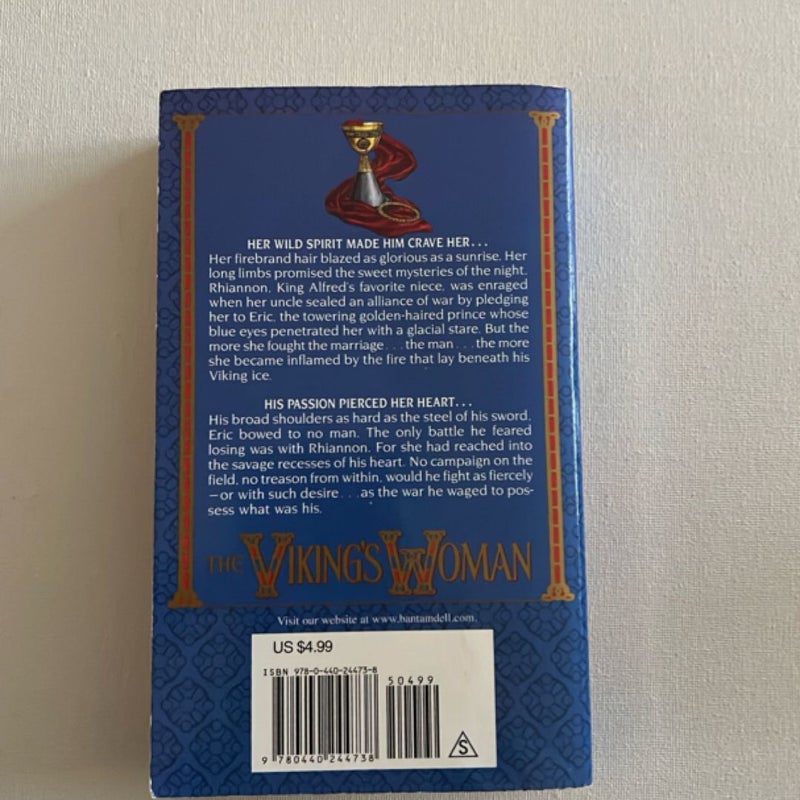 HER WILD SPIRIT MADE HIM CRAVE HER...
Her firebrand hair blazed as glorious as a sunrise. Her
long limbs promised the sweet mysteries of the night.
Rhiannon, King Alfred's favorite niece, was enraged
when her uncle sealed an alliance of war by pledging
her to Eric, the towering golden-haired prince whose
blue eyes penetrated her with a glacial stare. But the
more she fought the marriage...the man...the more
she became inflamed by the fire that lay beneath his
Viking ice.
HIS PASSION PIERCED HER HEART...
His broad shoulders as hard as the steel of his sword,
Eric bowed to no man. The only battle he feared
losing was with Rhiannon. For she had reached into
the savage recesses of his heart. No campaign on the
field, no treason from within, would he fight as fiercely
—or with such desire...as the war he waged to pos-
sess what was his.
THE VIKING'S WOMAN
Visit our website at www.bantamdell.com.
US $4.99
ISBN 978-0-440-24473-8
50499
9 780440 244738
S